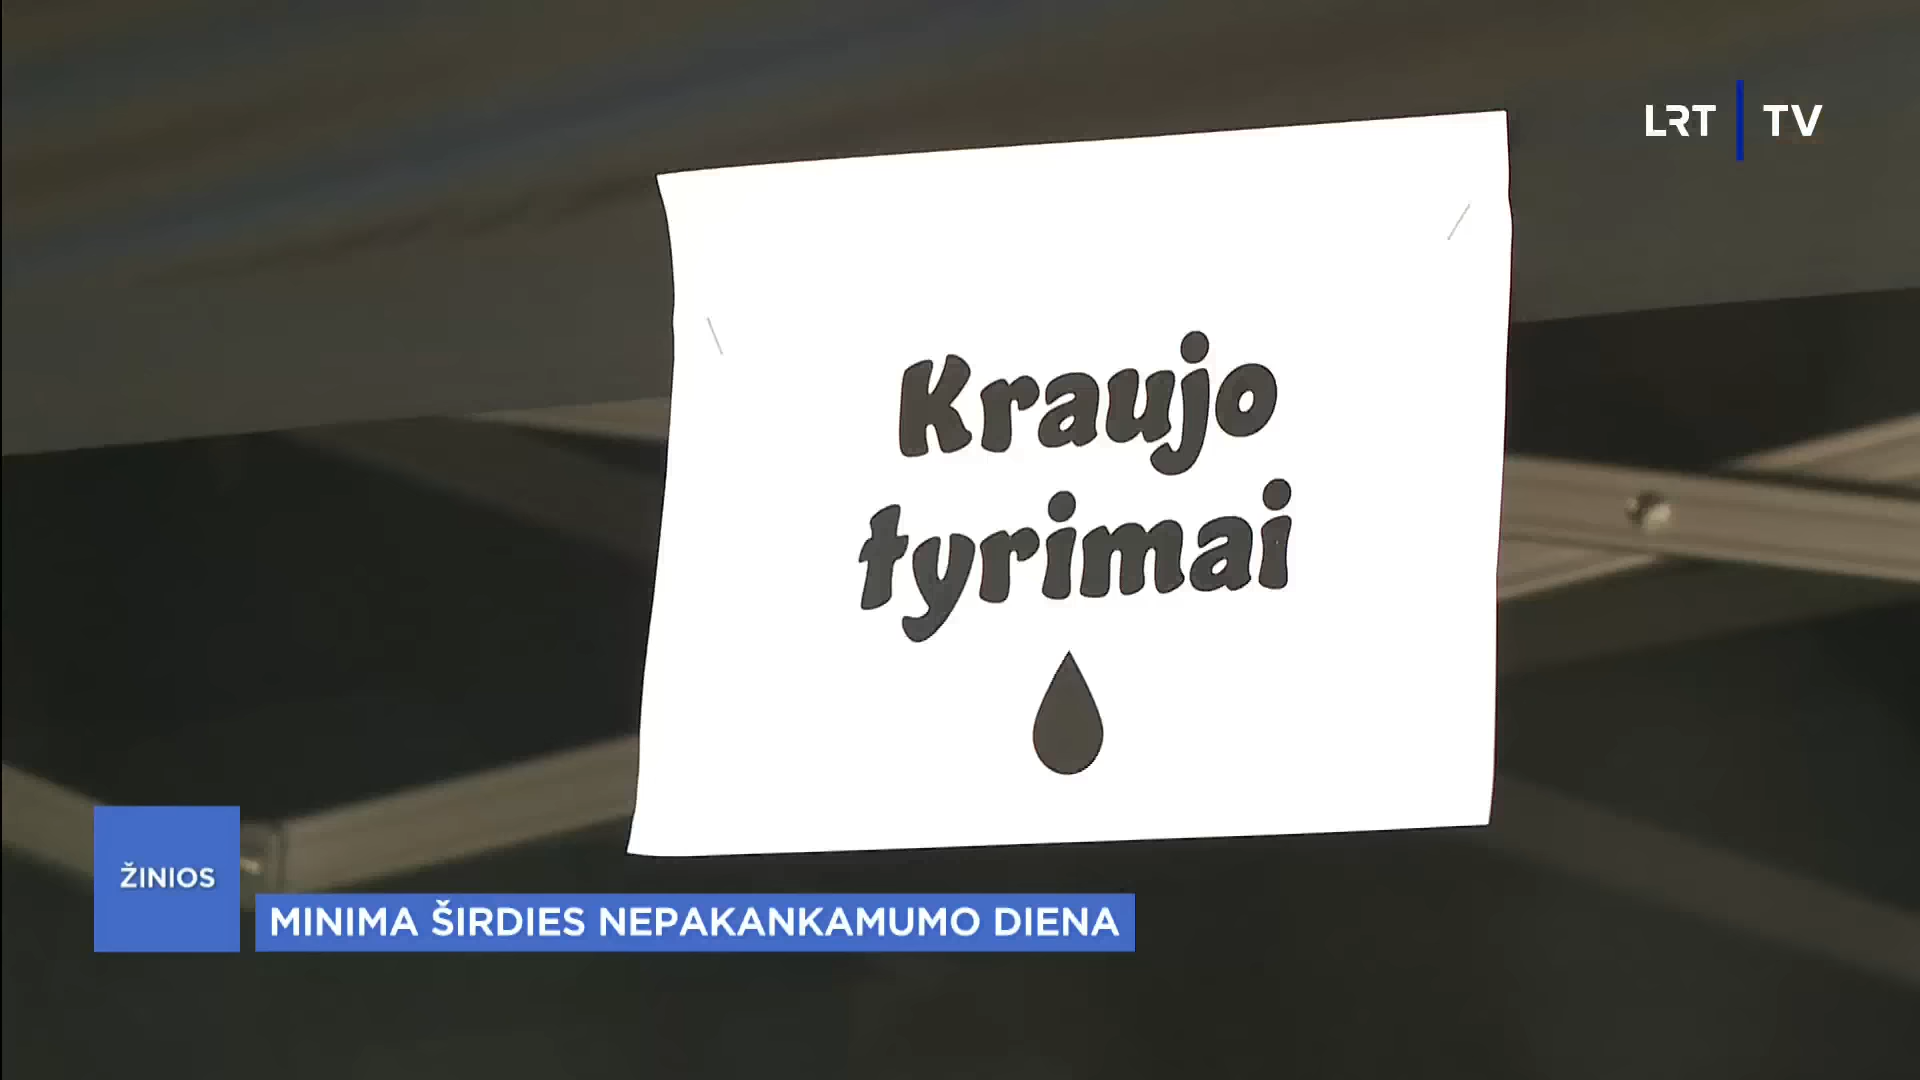 LRT TV
Kraujo
tyrimai
ŽINIOS
MINIMA ŠIRDIES NEPAKANKAMUMO DIENA